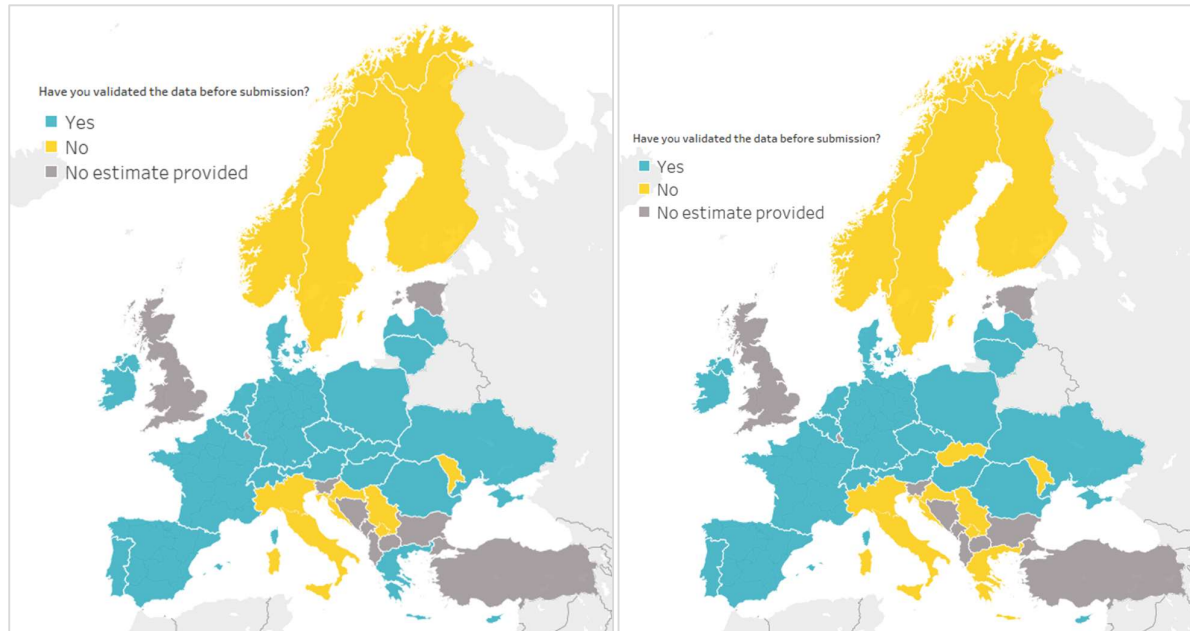 Have you validated the data before submission?
Yes
No
No estimate provided
Have you validated the data before submission?
Yes
No
No estimate provided